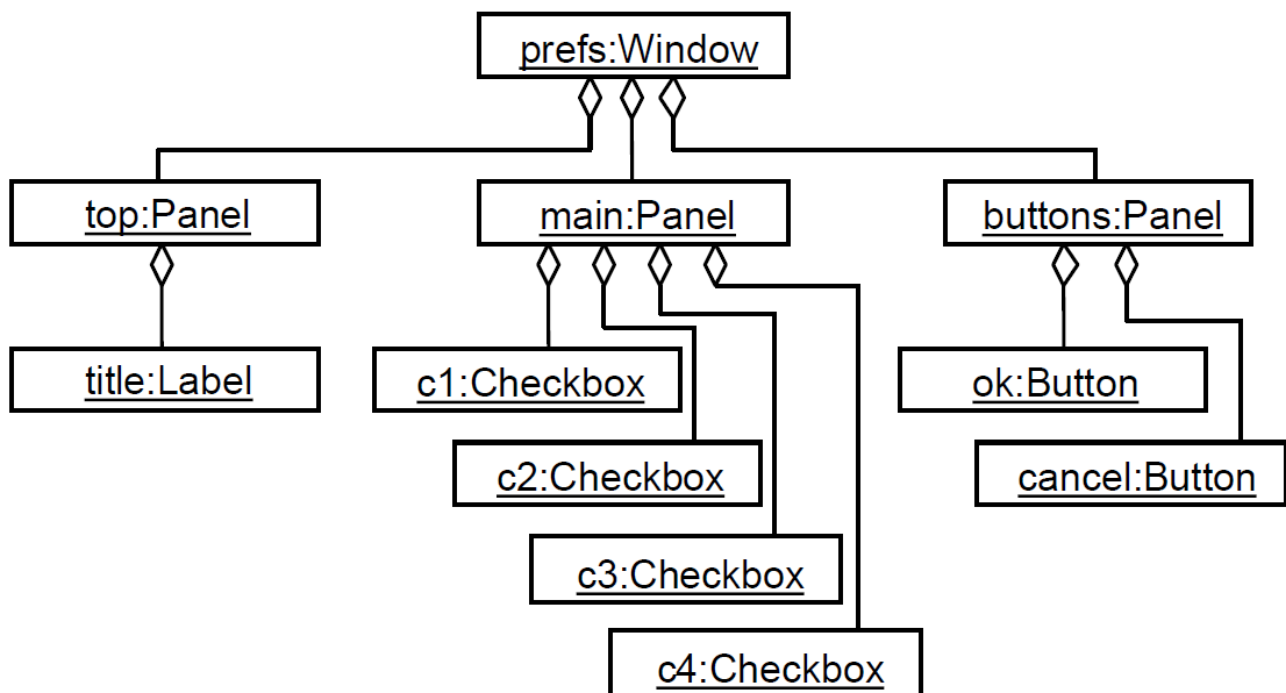 prefs:Window
top:Panel
main:Panel
buttons:Panel
title:Label
c1:Checkbox
ok:Button
c2:Checkbox
cancel:Button
c3:Checkbox
c4:Checkbox